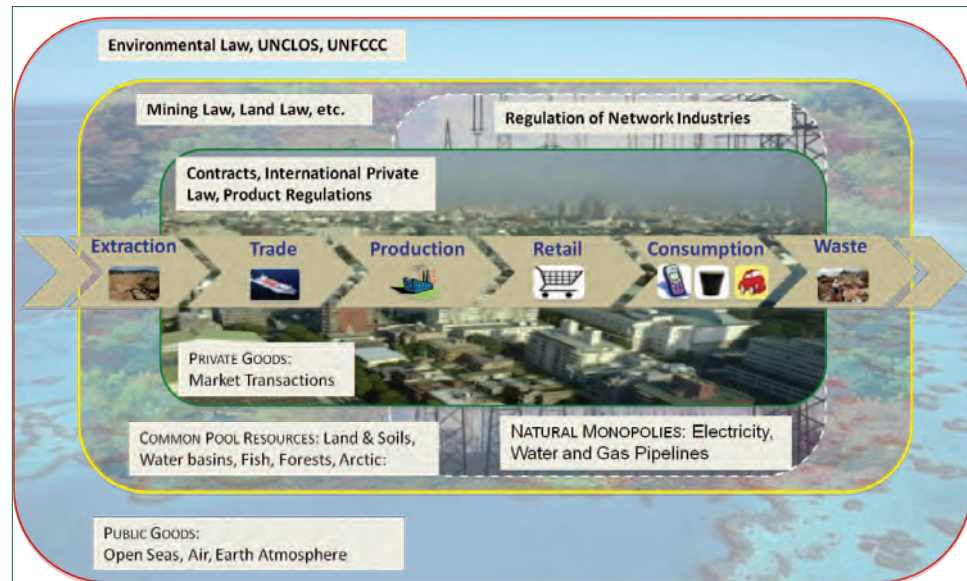 Environmental Law, UNCLOS, UNFCCC
Mining Law, Land Law, etc.
Regulation of Network Industries
Contracts, International Private
Law, Product Regulations
Extraction
Trade
Production
Retail
Consumption
Waste
PRIVATE GOODS:
Market Transactions
COMMON POOL RESOURCES: Land & Soils,
Water basins, Fish, Forests, Arctic:
NATURAL MONOPOLIES: Electricity,
Water and Gas Pipelines
PUBLIC GOODS:
Open Seas, Air, Earth Atmosphere